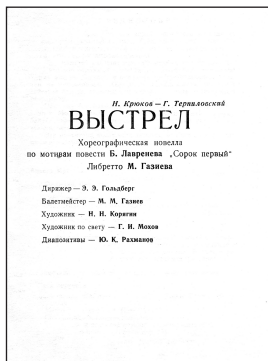 Н. Крюков — Г. Терпиловский
ВЫСТРЕЛ
Хореографическая новелла
по мотивам повести Б. Лавренева „Сорок первый“
Либретто М. Газиева
Дирижер — Э. Э. Гольдберг
Балетмейстер — М. М. Газиев
Художник — Н. Н. Корягин
Художник по свету — Г. И. Мохов
Диапозитивы — Ю. К. Рахманов